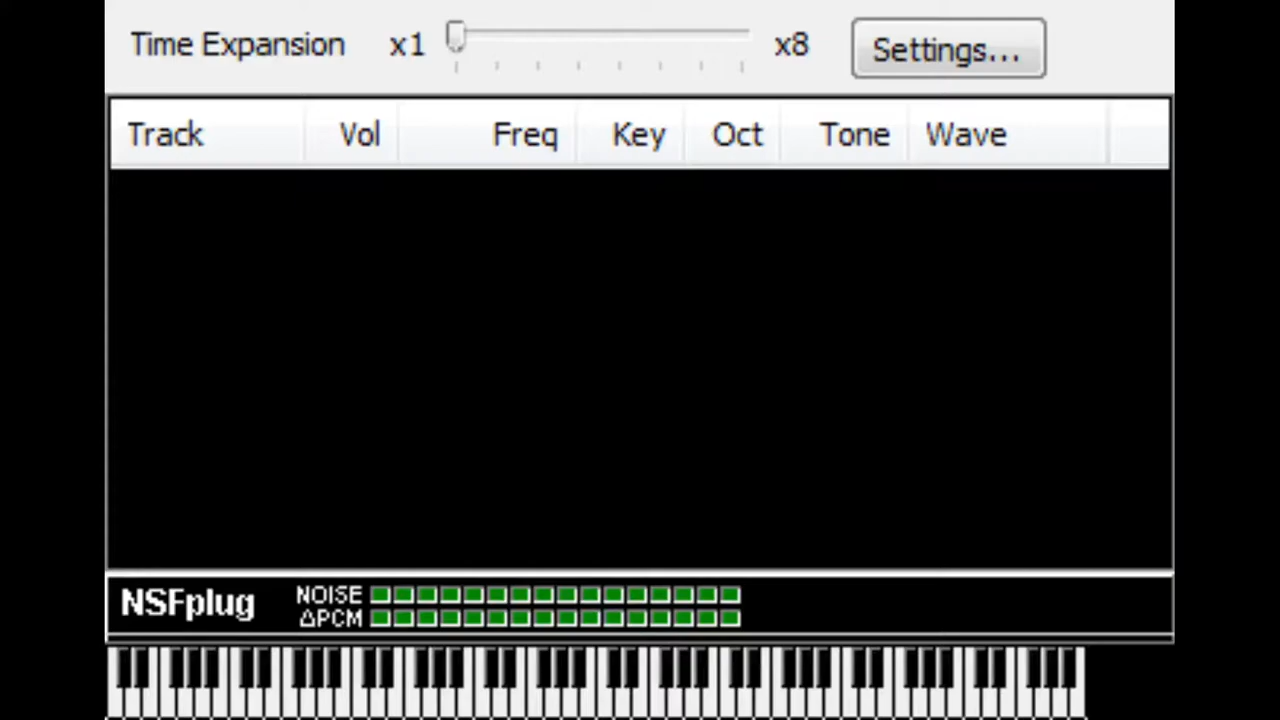 Time Expansion x1 x8 Settings...
Track Vol Freq Key Oct Tone Wave
NSFplug NOISE
ΔPCM